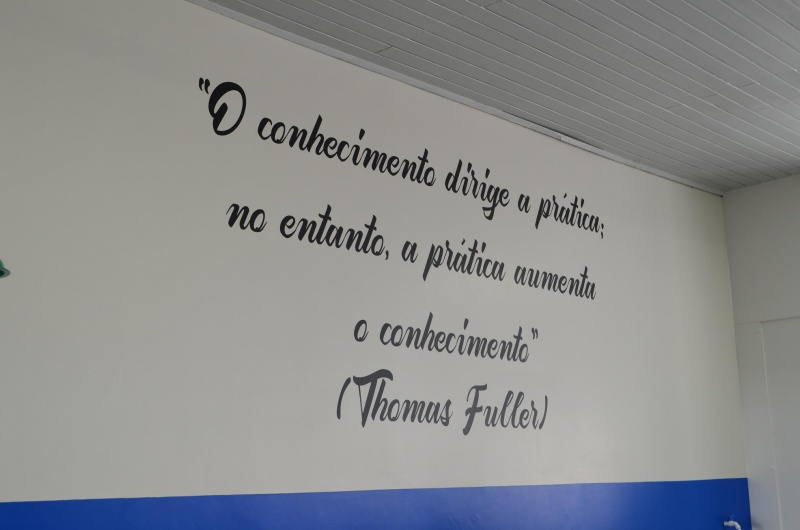 "O conhecimento dirige a prática;
no entanto, a prática aumenta
o conhecimento"
(Thomas Fuller)